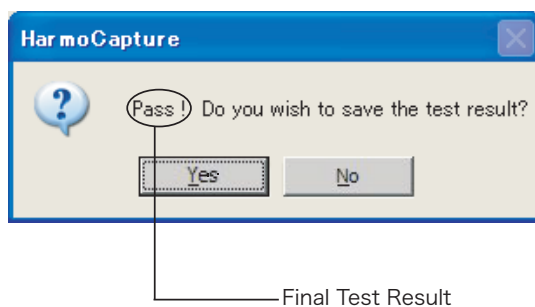 HarmoCapture
Pass ! Do you wish to save the test result?
Yes No
Final Test Result